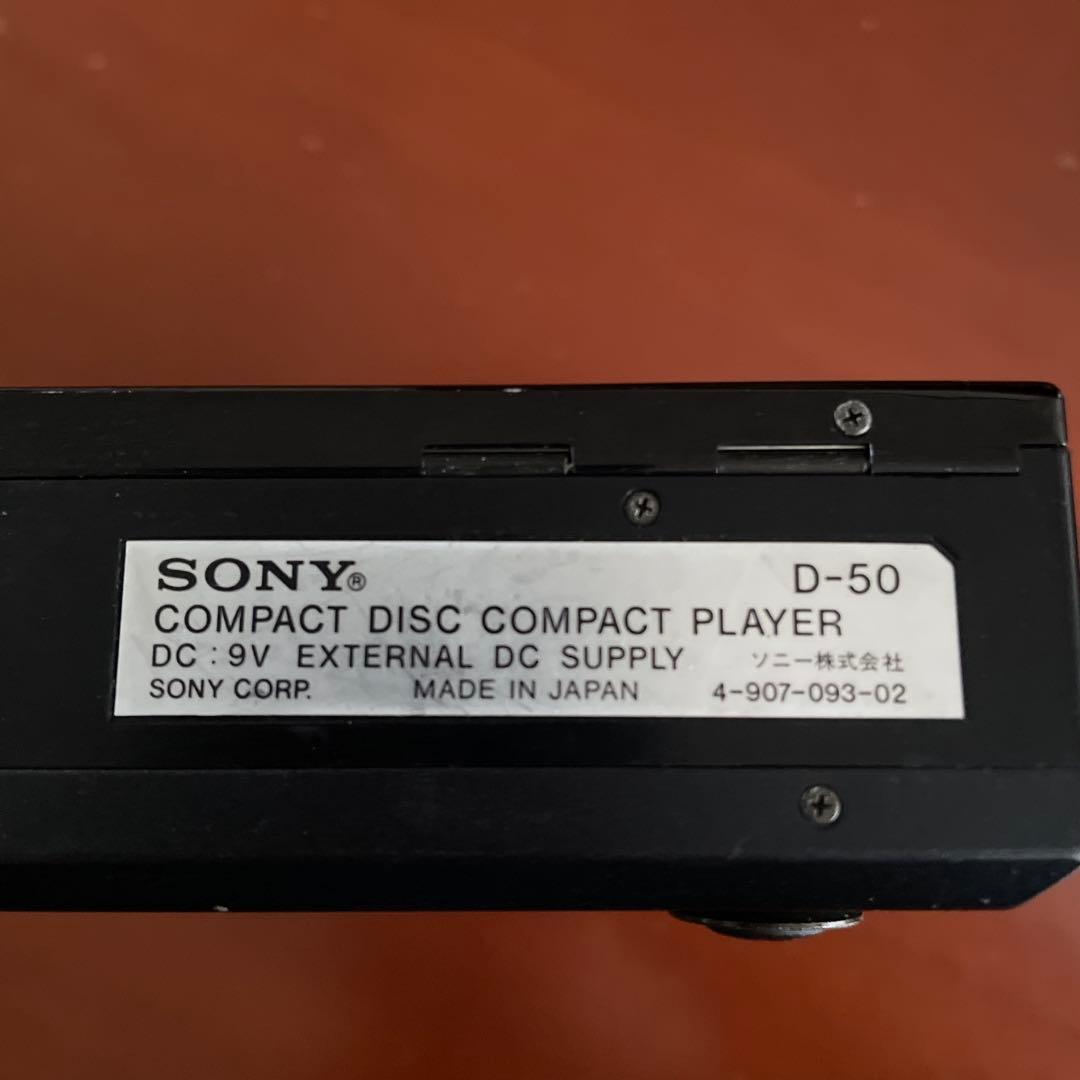 SONY® D-50
COMPACT DISC COMPACT PLAYER
DC : 9V EXTERNAL DC SUPPLY ソニー株式会社
SONY CORP. MADE IN JAPAN 4-907-093-02